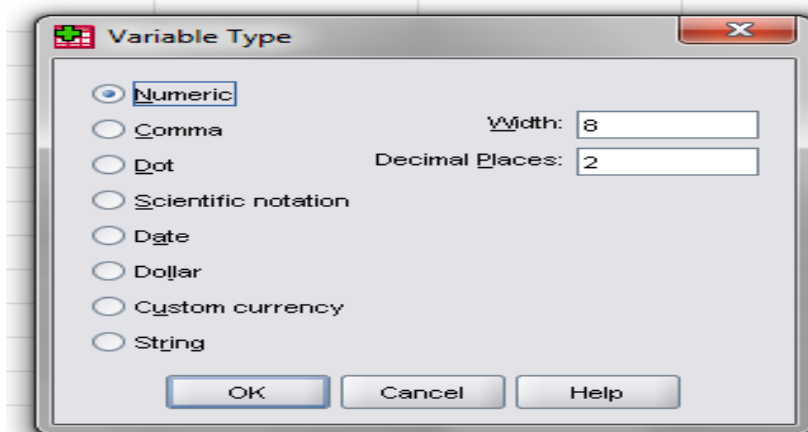 Variable Type
Numeric
Comma
Width: 8
Dot
Decimal Places: 2
Scientific notation
Date
Dollar
Custom currency
String
OK Cancel Help